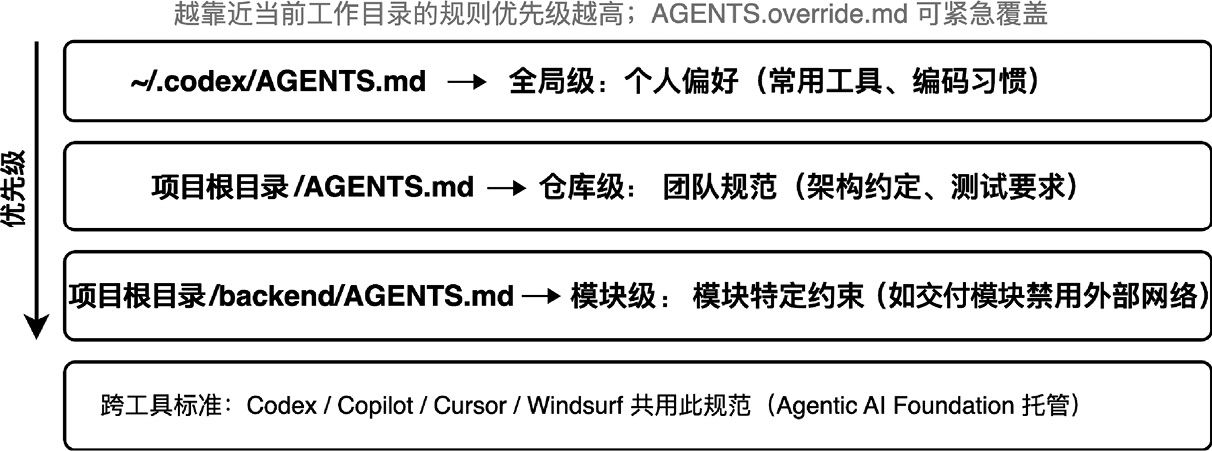 越靠近当前工作目录的规则优先级越高；AGENTS.override.md 可紧急覆盖
优先级
~/.codex/AGENTS.md → 全局级：个人偏好（常用工具、编码习惯）
项目根目录/AGENTS.md → 仓库级： 团队规范（架构约定、测试要求）
项目根目录/backend/AGENTS.md → 模块级： 模块特定约束（如交付模块禁用外部网络）
跨工具标准：Codex / Copilot / Cursor / Windsurf 共用此规范（Agentic AI Foundation 托管）